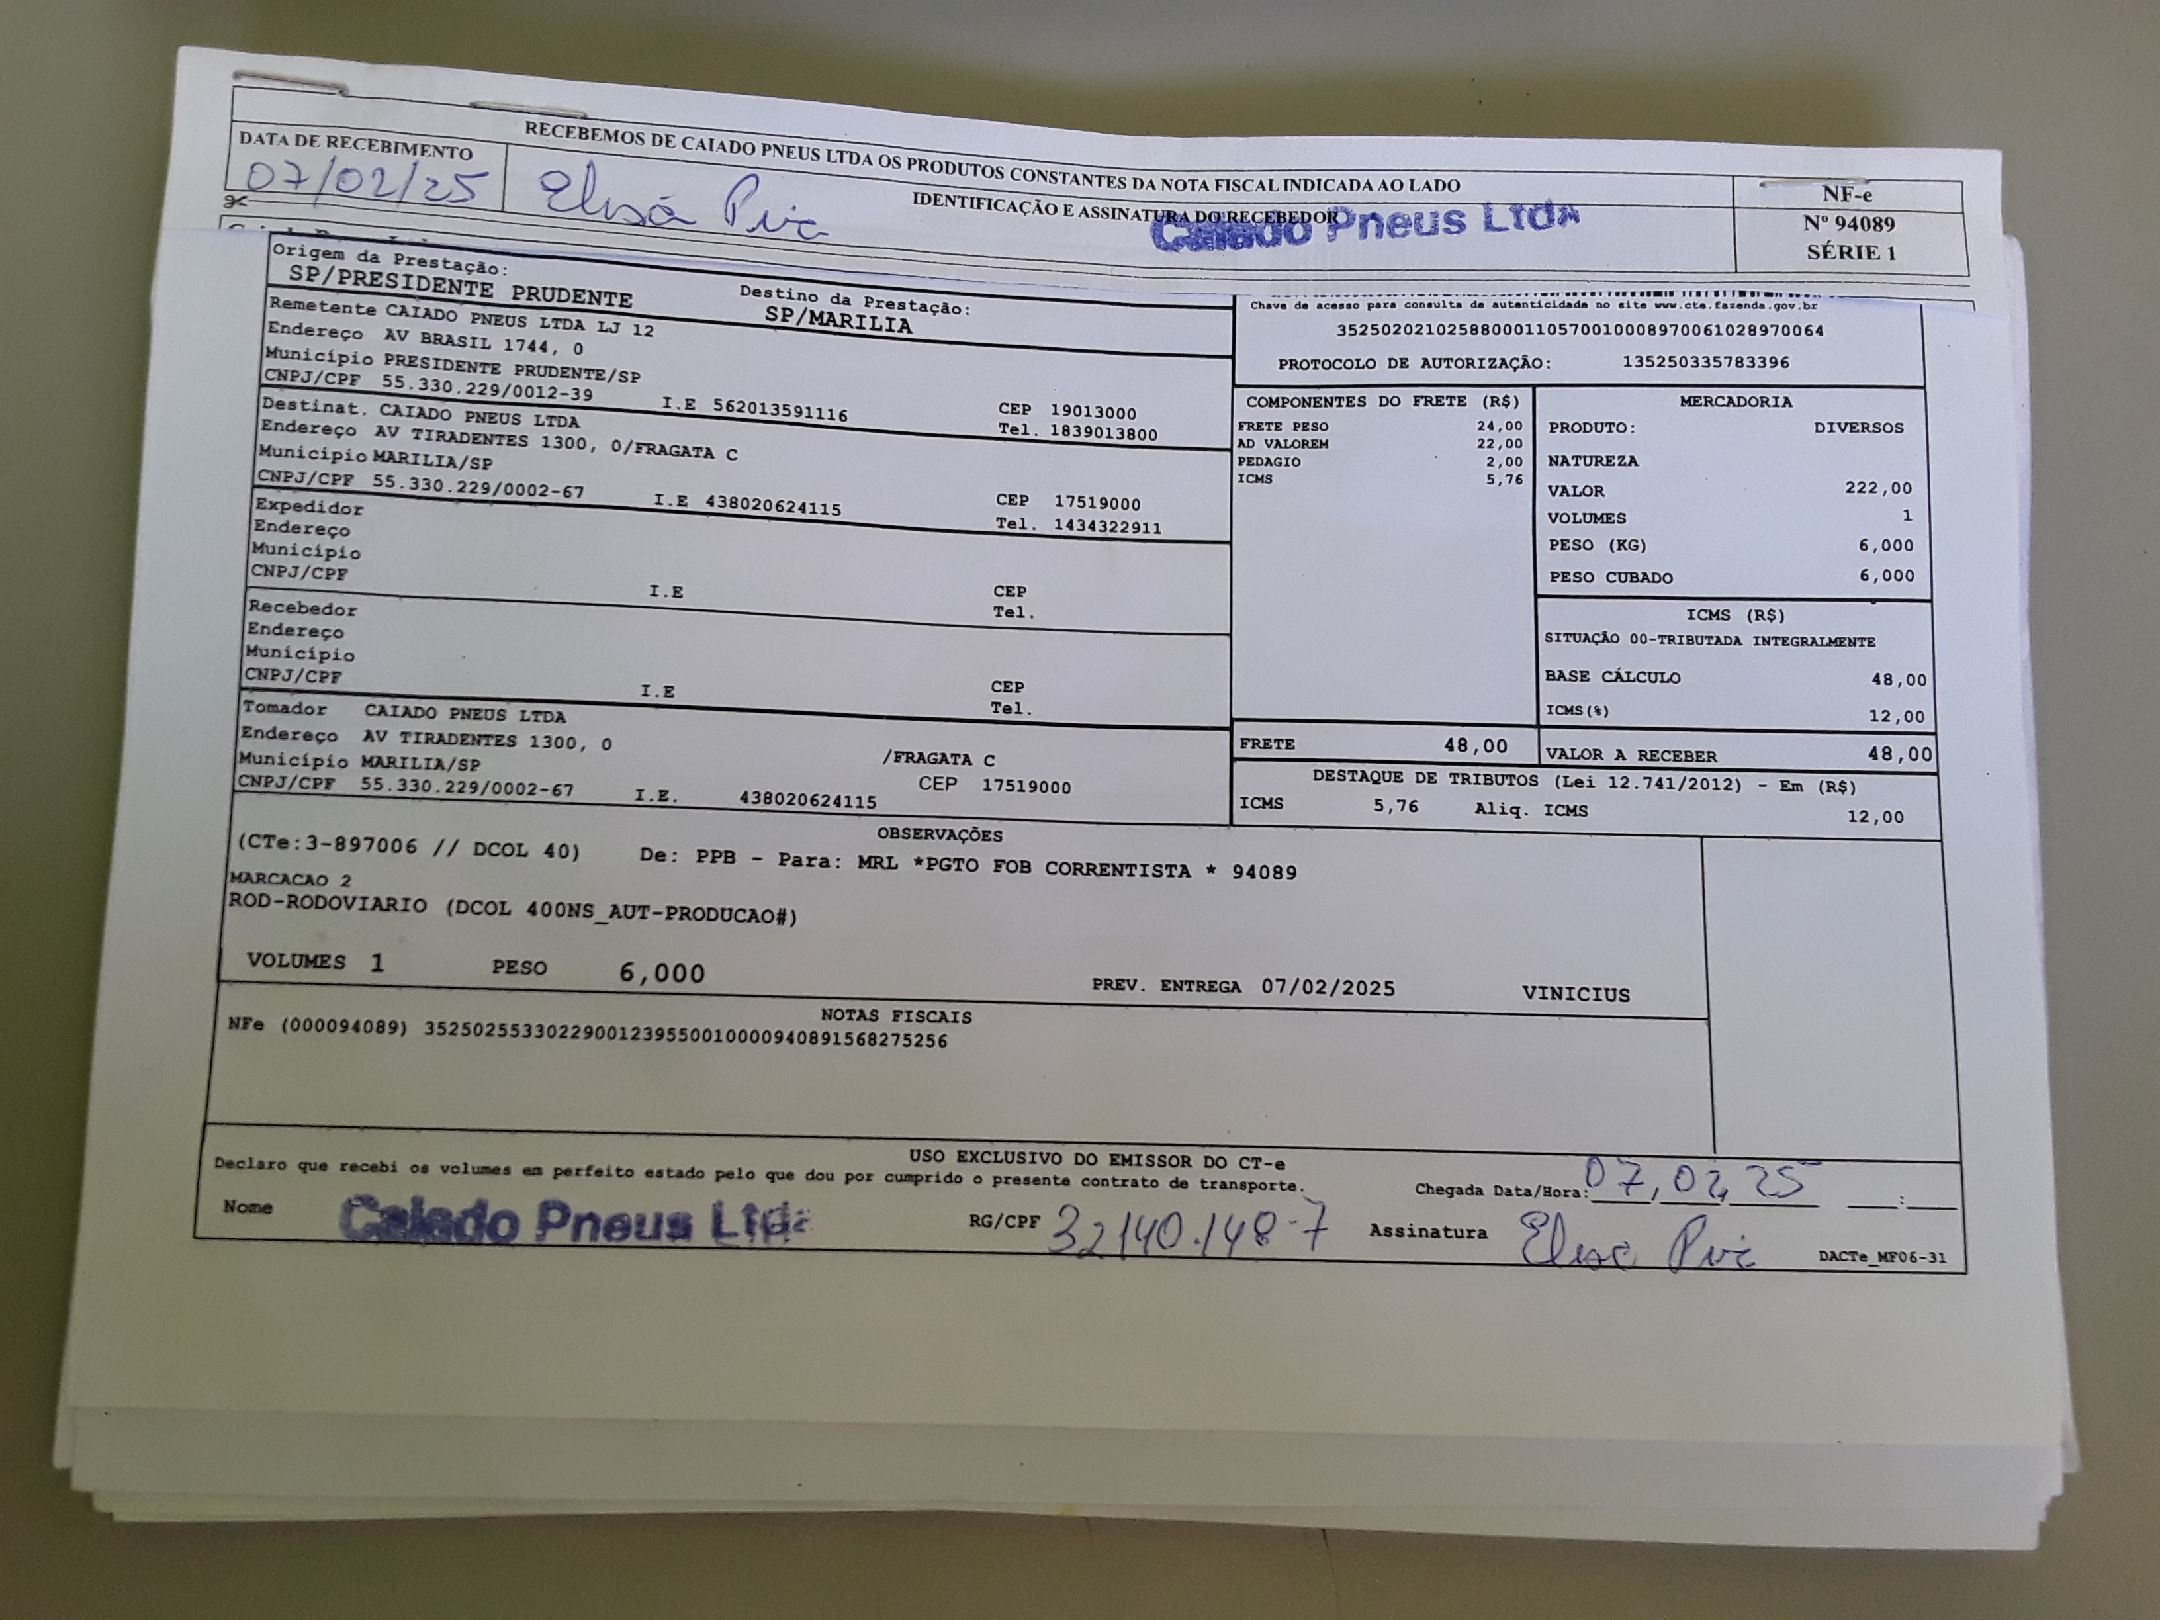 RECEBEMOS DE CAIADO PNEUS LTDA OS PRODUTOS CONSTANTES DA NOTA FISCAL INDICADA AO LADO
DATA DE RECEBIMENTO
IDENTIFICAÇÃO E ASSINATURA DO RECEBEDOR
07/02/25
Caiado Pneus Ltda
NF-e
Nº 94089
SÉRIE 1
Origem da Prestação:
SP/PRESIDENTE PRUDENTE
Destino da Prestação:
SP/MARILIA
Remetente CAIADO PNEUS LTDA LJ 12
Endereço AV BRASIL 1744, 0
Município PRESIDENTE PRUDENTE/SP
CEP 19013000
CNPJ/CPF 55.330.229/0012-39 I.E 562013591116 Tel. 1839013800
Destinat. CAIADO PNEUS LTDA
Endereço AV TIRADENTES 1300, 0/FRAGATA C
Município MARILIA/SP
CEP 17519000
CNPJ/CPF 55.330.229/0002-67 I.E 438020624115 Tel. 1434322911
Expedidor
Endereço
Município
CEP
CNPJ/CPF I.E Tel.
Recebedor
Endereço
Município
CEP
CNPJ/CPF I.E Tel.
Tomador CAIADO PNEUS LTDA
Endereço AV TIRADENTES 1300, 0 /FRAGATA C
Município MARILIA/SP CEP 17519000
CNPJ/CPF 55.330.229/0002-67 I.E. 438020624115
Chave de acesso para consulta de autenticidade no site www.cte.fazenda.gov.br
35250202102588000110570010008970061028970064
PROTOCOLO DE AUTORIZAÇÃO: 135250335783396
COMPONENTES DO FRETE (R$)
FRETE PESO 24,00
AD VALOREM 22,00
PEDAGIO 2,00
ICMS 5,76
MERCADORIA
PRODUTO: DIVERSOS
NATUREZA
VALOR 222,00
VOLUMES 1
PESO (KG) 6,000
PESO CUBADO 6,000
ICMS (R$)
SITUAÇÃO 00-TRIBUTADA INTEGRALMENTE
BASE CÁLCULO 48,00
ICMS(%) 12,00
FRETE 48,00
VALOR A RECEBER 48,00
DESTAQUE DE TRIBUTOS (Lei 12.741/2012) - Em (R$)
ICMS 5,76 Aliq. ICMS 12,00
OBSERVAÇÕES
(CTe:3-897006 // DCOL 40) De: PPB - Para: MRL *PGTO FOB CORRENTISTA * 94089
MARCACAO 2
ROD-RODOVIARIO (DCOL 400NS_AUT-PRODUCAO#)
VOLUMES 1 PESO 6,000 PREV. ENTREGA 07/02/2025 VINICIUS
NOTAS FISCAIS
NFe (000094089) 35250255330229001239550010000940891568275256
USO EXCLUSIVO DO EMISSOR DO CT-e
Declaro que recebi os volumes em perfeito estado pelo que dou por cumprido o presente contrato de transporte.
Chegada Data/Hora: 07,02,25 :
Nome Caiado Pneus Ltda RG/CPF 32140.148-7 Assinatura
DACTe_MF06-31